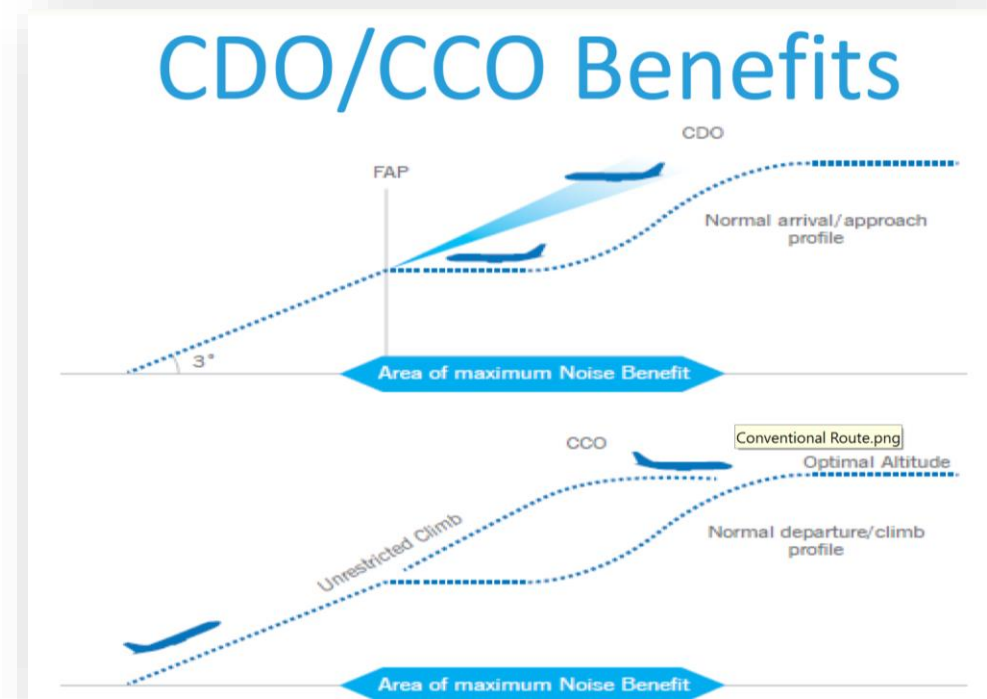 CDO/CCO Benefits
CDO
FAP
Normal arrival/approach
profile
3°
Area of maximum Noise Benefit
CCO
Conventional Route.png
Optimal Altitude
Unrestricted Climb
Normal departure/climb
profile
Area of maximum Noise Benefit